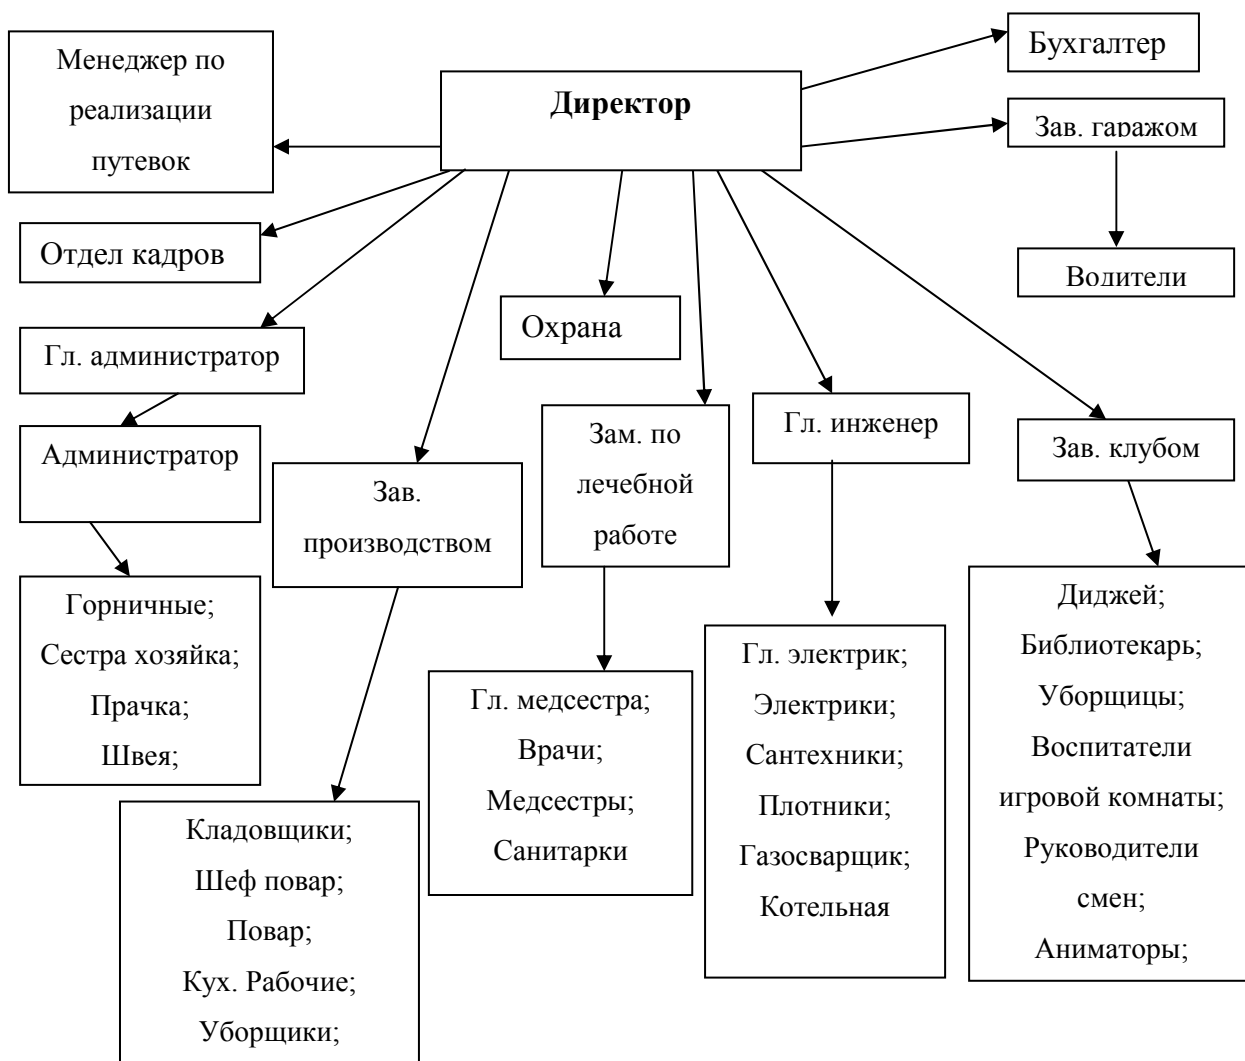 Менеджер по
реализации
путевок
Директор
Бухгалтер
Зав. гаражом
Отдел кадров
Водители
Охрана
Гл. администратор
Администратор
Зав.
производством
Зам. по
лечебной
работе
Гл. инженер
Зав. клубом
Горничные;
Сестра хозяйка;
Прачка;
Швея;
Кладовщики;
Шеф повар;
Повар;
Кух. Рабочие;
Уборщики;
Гл. медсестра;
Врачи;
Медсестры;
Санитарки
Гл. электрик;
Электрики;
Сантехники;
Плотники;
Газосварщик;
Котельная
Диджей;
Библиотекарь;
Уборщицы;
Воспитатели
игровой комнаты;
Руководители
смен;
Аниматоры;